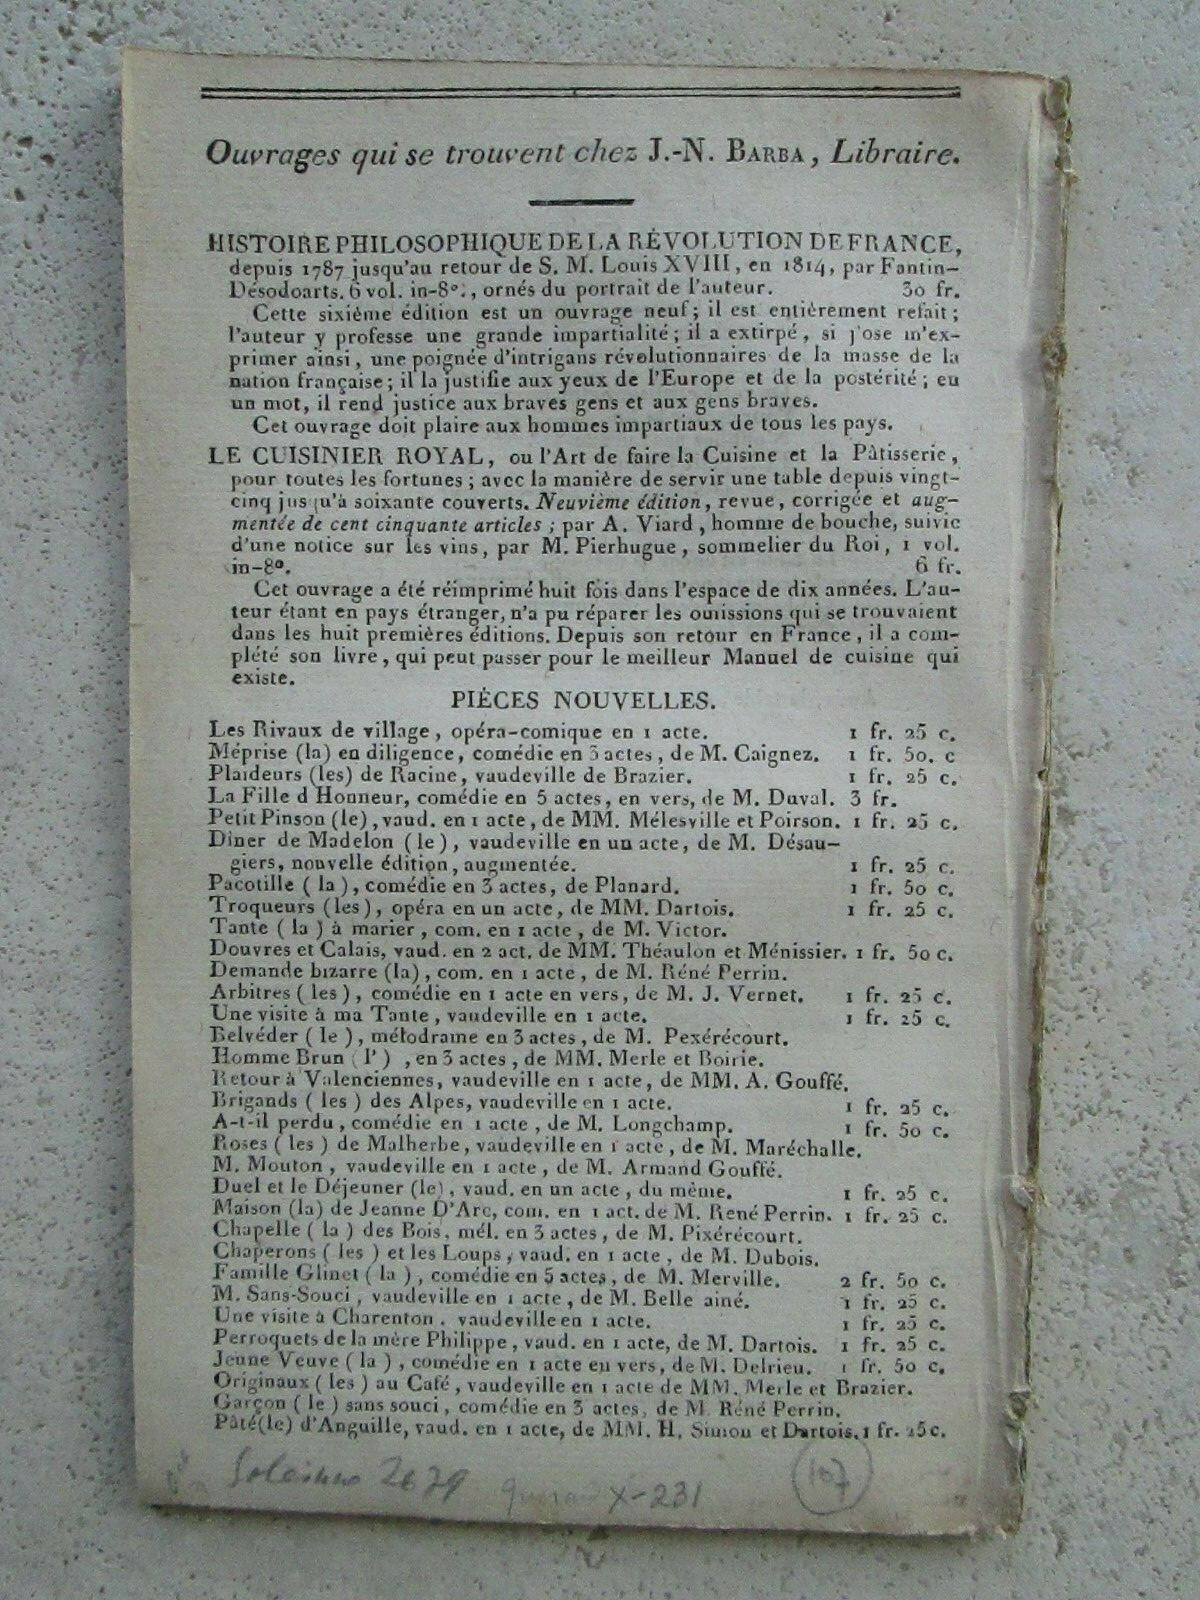 Ouvrages qui se trouvent chez J.-N. BARBA, Libraire.
HISTOIRE PHILOSOPHIQUE DE LA RÉVOLUTION DE FRANCE,
depuis 1787 jusqu'au retour de S. M. Louis XVIII, en 1814, par Fantin-
Désodoarts. 6 vol. in-8°., ornés du portrait de l'auteur. 30 fr.
Cette sixième édition est un ouvrage neuf; il est entièrement refait;
l'auteur y professe une grande impartialité; il a extirpé, si j'ose m'ex-
primer ainsi, une poignée d'intrigans révolutionnaires de la masse de la
nation française; il la justifie aux yeux de l'Europe et de la postérité; en
un mot, il rend justice aux braves gens et aux gens braves.
Cet ouvrage doit plaire aux hommes impartiaux de tous les pays.
LE CUISINIER ROYAL, ou l'Art de faire la Cuisine et la Pâtisserie,
pour toutes les fortunes; avec la manière de servir une table depuis vingt-
cinq jusqu'à soixante couverts. Neuvième édition, revue, corrigée et aug-
mentée de cent cinquante articles; par A. Viard, homme de bouche, suivie
d'une notice sur les vins, par M. Pierhugue, sommelier du Roi, 1 vol.
in-8°. 6 fr.
Cet ouvrage a été réimprimé huit fois dans l'espace de dix années. L'au-
teur étant en pays étranger, n'a pu réparer les omissions qui se trouvaient
dans les huit premières éditions. Depuis son retour en France, il a com-
plété son livre, qui peut passer pour le meilleur Manuel de cuisine qui
existe.
PIÈCES NOUVELLES.
Les Rivaux de village, opéra-comique en 1 acte. 1 fr. 25 c.
Méprise (la) en diligence, comédie en 3 actes, de M. Caignez. 1 fr. 50. c
Plaideurs (les) de Racine, vaudeville de Brazier. 1 fr. 25 c.
La Fille d Honneur, comédie en 5 actes, en vers, de M. Duval. 3 fr.
Petit Pinson (le), vaud. en 1 acte, de MM. Mélesville et Poirson. 1 fr. 25 c.
Diner de Madelon (le), vaudeville en un acte, de M. Désau-
giers, nouvelle édition, augmentée. 1 fr. 25 c.
Pacotille (la), comédie en 3 actes, de Planard. 1 fr. 50 c.
Troqueurs (les), opéra en un acte, de MM. Dartois. 1 fr. 25 c.
Tante (la) à marier, com. en 1 acte, de M. Victor.
Douvres et Calais, vaud. en 2 act. de MM. Théaulon et Ménissier. 1 fr. 50 c.
Demande bizarre (la), com. en 1 acte, de M. Réné Perrin.
Arbitres (les), comédie en 1 acte en vers, de M. J. Vernet. 1 fr. 25 c.
Une visite à ma Tante, vaudeville en 1 acte. 1 fr. 25 c.
Belvéder (le), mélodrame en 3 actes, de M. Pexérécourt.
Homme Brun (l'), en 3 actes, de MM. Merle et Boirie.
Retour à Valenciennes, vaudeville en 1 acte, de MM. A. Gouffé.
Brigands (les) des Alpes, vaudeville en 1 acte. 1 fr. 25 c.
A-t-il perdu, comédie en 1 acte, de M. Longchamp. 1 fr. 50 c.
Roses (les) de Malherbe, vaudeville en 1 acte, de M. Maréchalle.
M. Mouton, vaudeville en 1 acte, de M. Armand Gouffé.
Duel et le Déjeuner (le), vaud. en un acte, du même. 1 fr. 25 c.
Maison (la) de Jeanne D'Arc, com. en 1 act. de M. René Perrin. 1 fr. 25 c.
Chapelle (la) des Bois, mél. en 3 actes, de M. Pixérécourt.
Chaperons (les) et les Loups, vaud. en 1 acte, de M. Dubois.
Famille Glinet (la), comédie en 5 actes, de M. Merville. 2 fr. 50 c.
M. Sans-Souci, vaudeville en 1 acte, de M. Belle ainé. 1 fr. 25 c.
Une visite à Charenton, vaudeville en 1 acte. 1 fr. 25 c.
Perroquets de la mère Philippe, vaud. en 1 acte, de M. Dartois. 1 fr. 25 c.
Jeune Veuve (la), comédie en 1 acte en vers, de M. Delrieu. 1 fr. 50 c.
Originaux (les) au Café, vaudeville en 1 acte de MM. Merle et Brazier.
Garçon (le) sans souci, comédie en 3 actes, de M. Réné Perrin.
Pâté (le) d'Anguille, vaud. en 1 acte, de MM. H. Simon et Dartois. 1 fr. 25 c.
2679 X-231 107